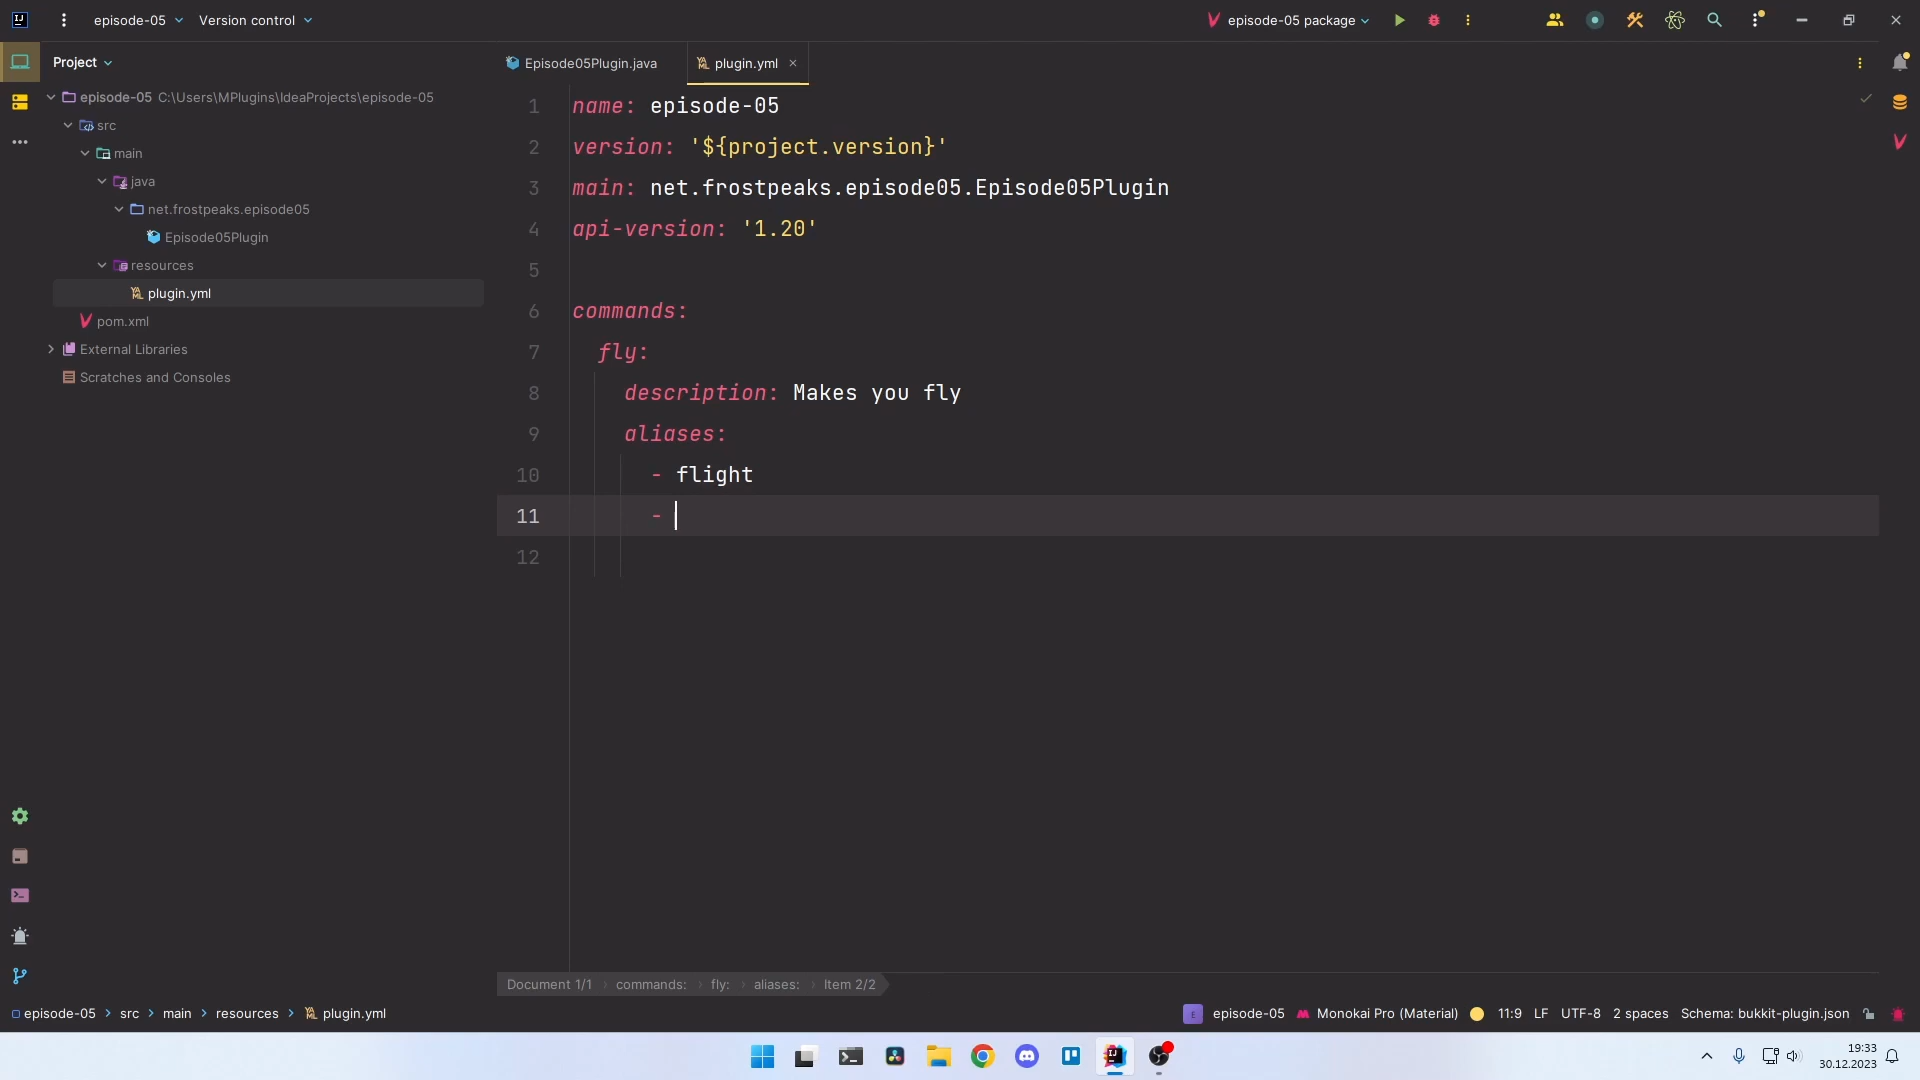 episode-05 Version control episode-05 package
Project
Episode05Plugin.java plugin.yml
episode-05 C:\Users\MPlugins\IdeaProjects\episode-05
src
main
java
net.frostpeaks.episode05
Episode05Plugin
resources
plugin.yml
pom.xml
External Libraries
Scratches and Consoles
1 name: episode-05
2 version: '${project.version}'
3 main: net.frostpeaks.episode05.Episode05Plugin
4 api-version: '1.20'
5
6 commands:
7 fly:
8 description: Makes you fly
9 aliases:
10 - flight
11 -
12
Document 1/1 › commands: › fly: › aliases: › Item 2/2
episode-05 > src > main > resources > plugin.yml
episode-05 Monokai Pro (Material) 11:9 LF UTF-8 2 spaces Schema: bukkit-plugin.json
19:33
30.12.2023